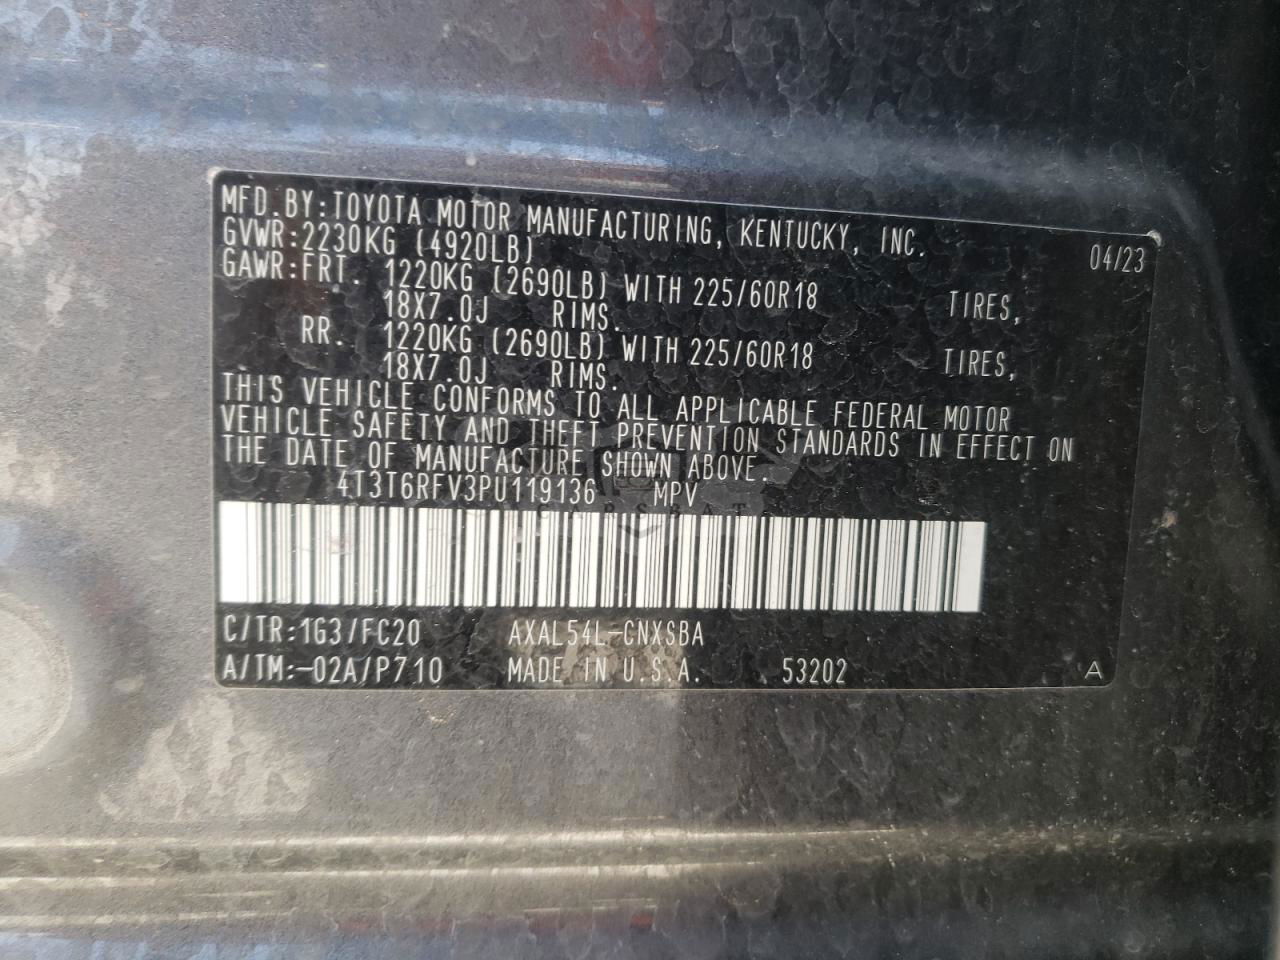 MFD.BY:TOYOTA MOTOR MANUFACTURING, KENTUCKY, INC.
GVWR:2230KG (4920LB) 04/23
GAWR:FRT. 1220KG (2690LB) WITH 225/60R18 TIRES,
18X7.0J RIMS.
RR. 1220KG (2690LB) WITH 225/60R18 TIRES,
18X7.0J RIMS.
THIS VEHICLE CONFORMS TO ALL APPLICABLE FEDERAL MOTOR
VEHICLE SAFETY AND THEFT PREVENTION STANDARDS IN EFFECT ON
THE DATE OF MANUFACTURE SHOWN ABOVE.
4T3T6RFV3PU119136 MPV
C/TR:1G3/FC20 AXAL54L-CNXSBA
A/TM:-02A/P710 MADE IN U.S.A. 53202 A